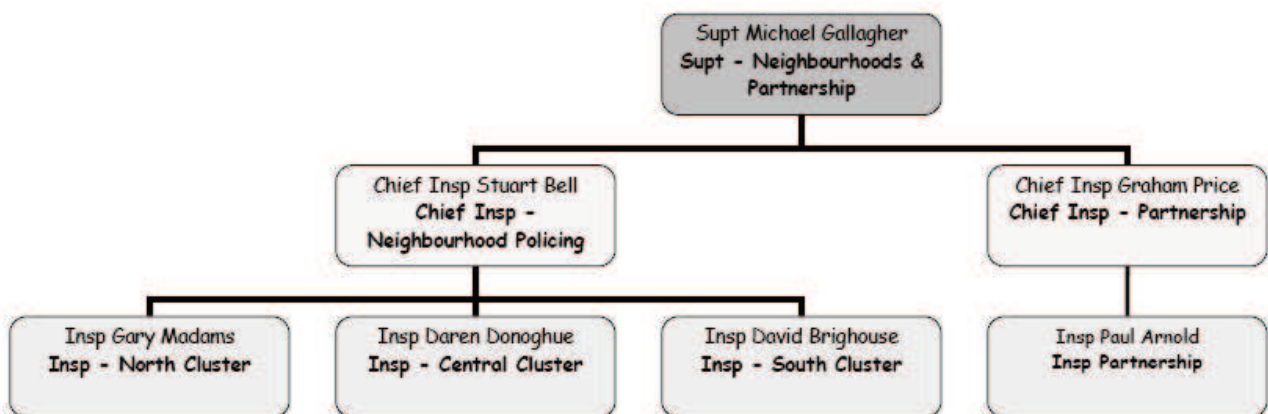 Supt Michael Gallagher
Supt - Neighbourhoods &
Partnership
Chief Insp Stuart Bell
Chief Insp -
Neighbourhood Policing
Chief Insp Graham Price
Chief Insp - Partnership
Insp Gary Madams
Insp - North Cluster
Insp Daren Donoghue
Insp - Central Cluster
Insp David Brighouse
Insp - South Cluster
Insp Paul Arnold
Insp Partnership